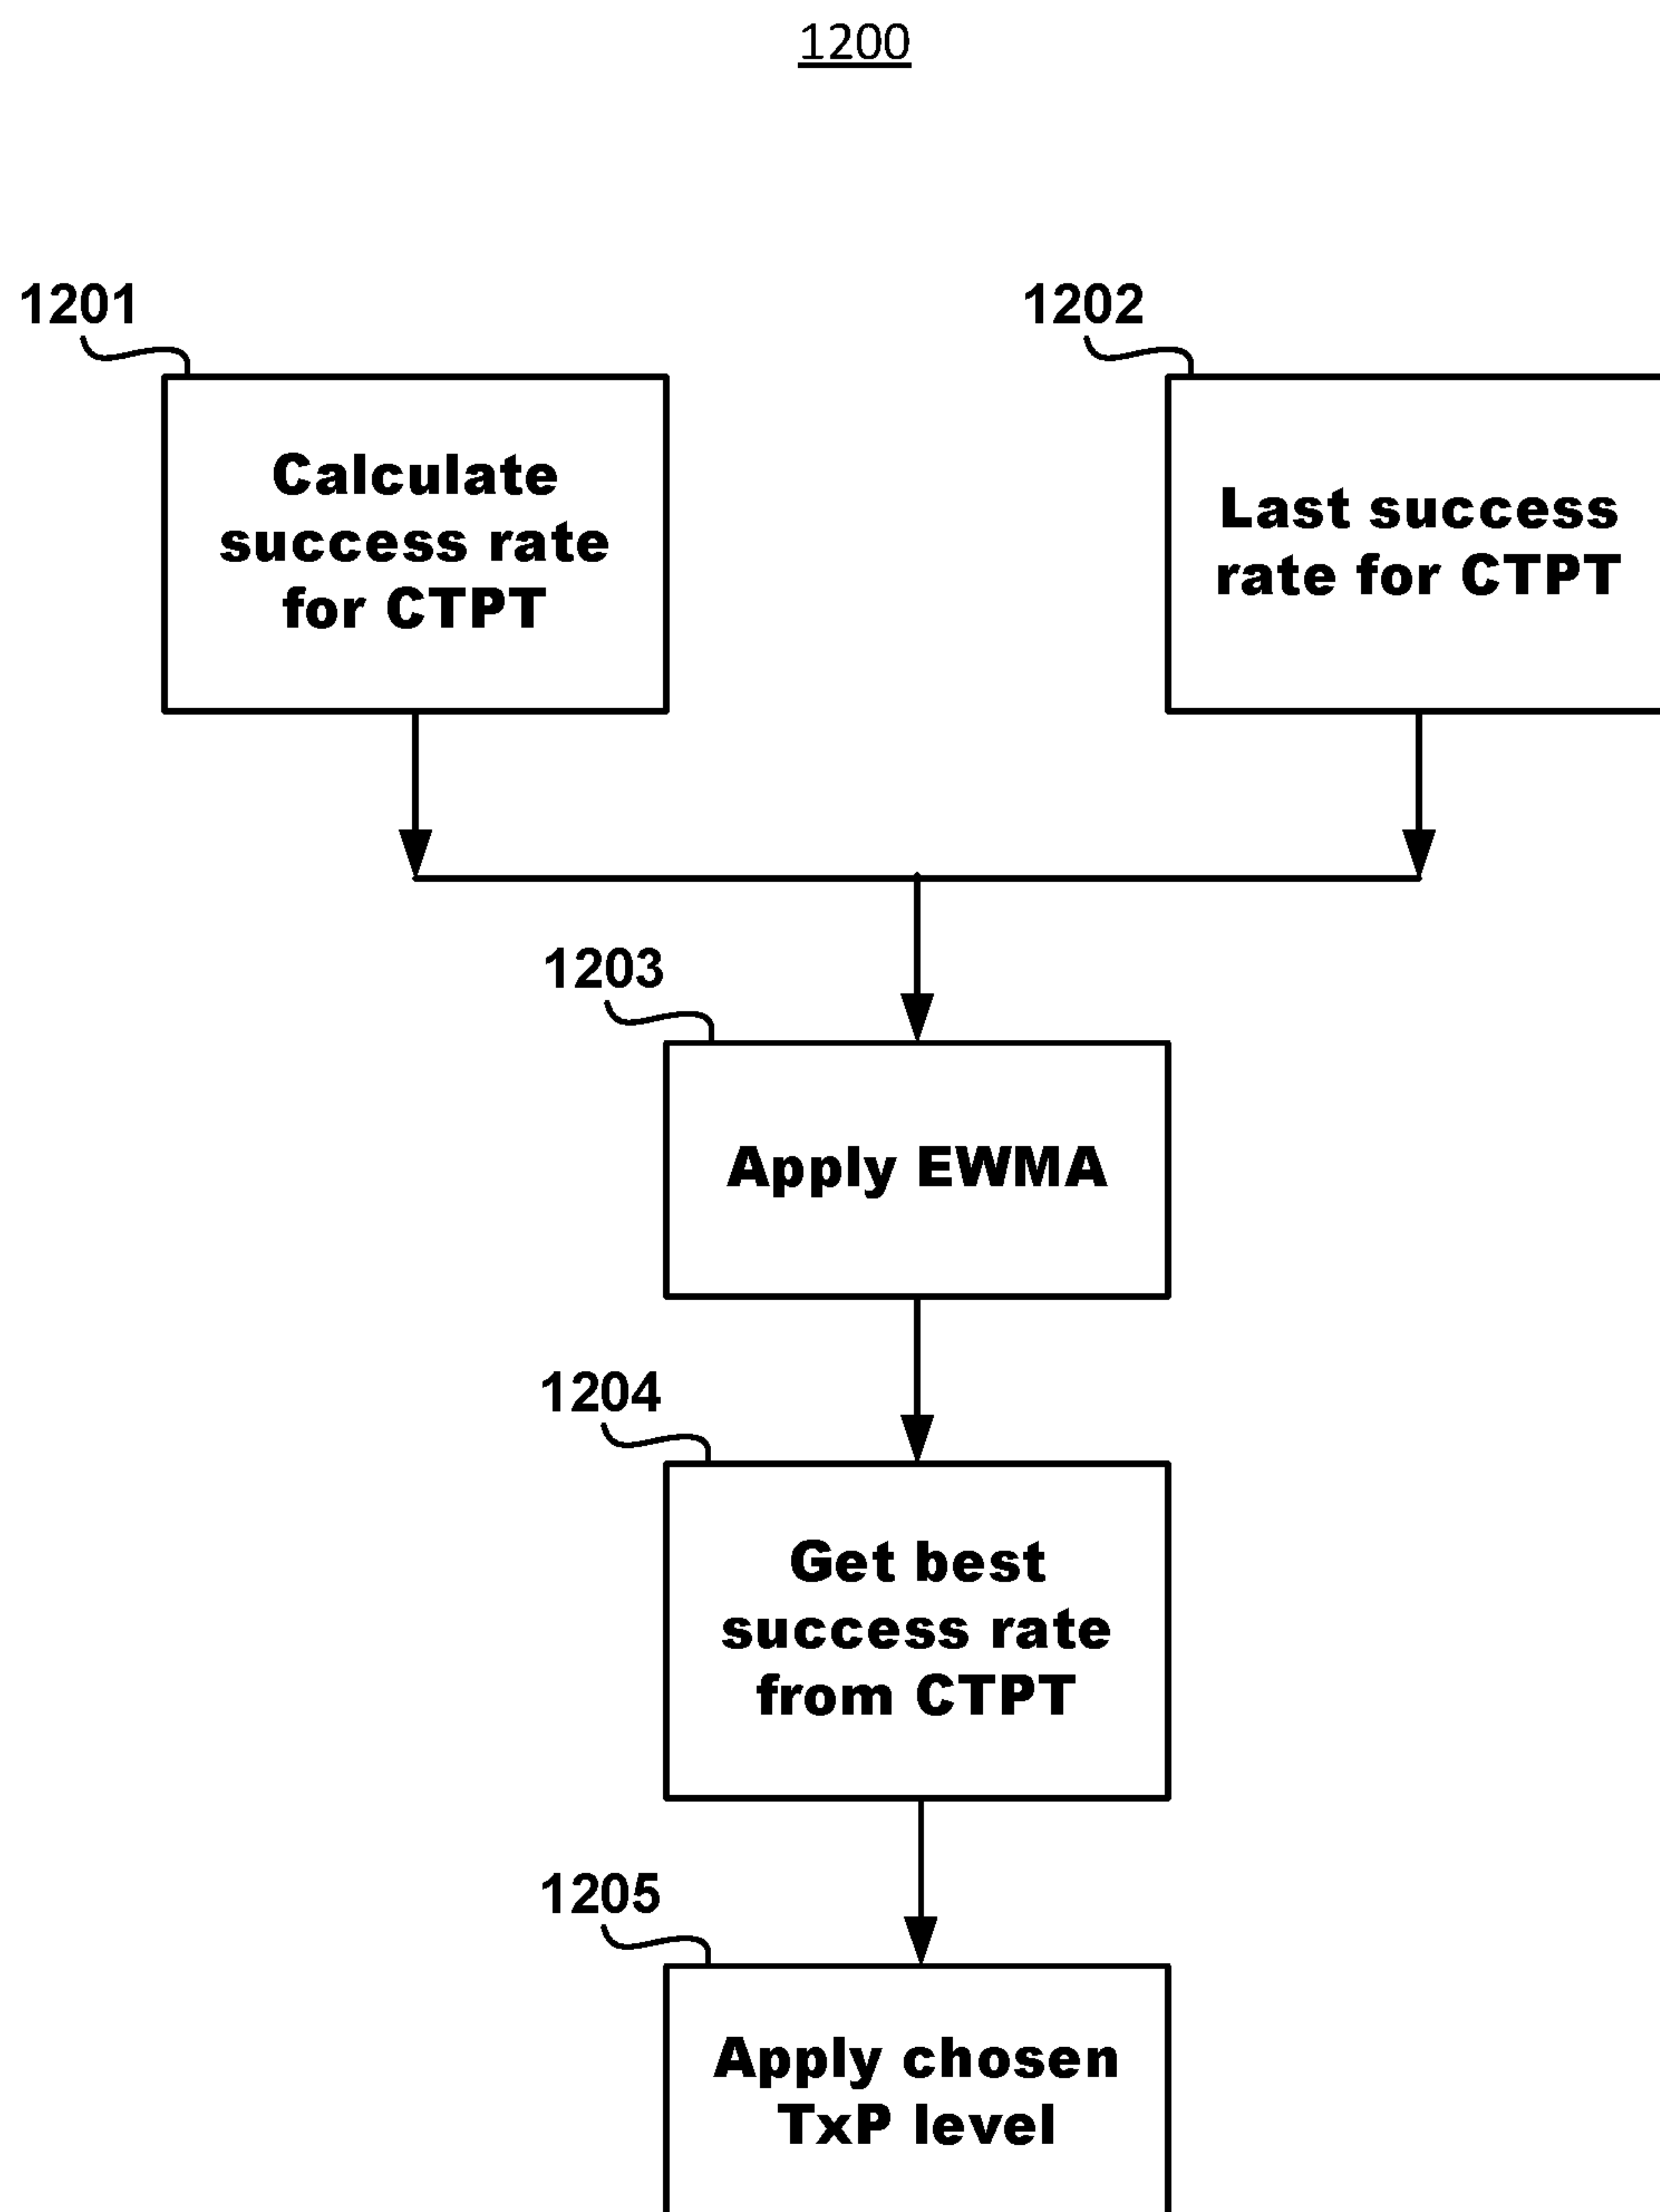 1200
1201
Calculate
success rate
for CTPT
1202
Last success
rate for CTPT
1203
Apply EWMA
1204
Get best
success rate
from CTPT
1205
Apply chosen
TxP level